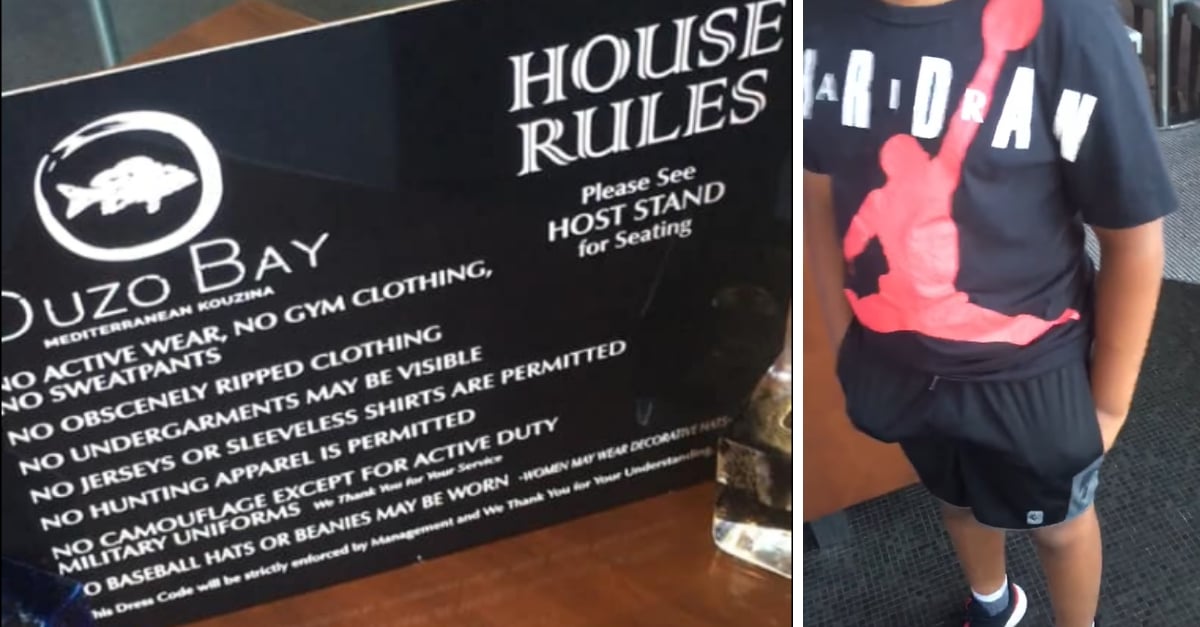 HOUSE
RULES
Please See
HOST STAND
for Seating
OUZO BAY
MEDITERRANEAN KOUZINA
NO ACTIVE WEAR, NO GYM CLOTHING,
NO SWEATPANTS
NO OBSCENELY RIPPED CLOTHING
NO UNDERGARMENTS MAY BE VISIBLE
NO JERSEYS OR SLEEVELESS SHIRTS ARE PERMITTED
NO HUNTING APPAREL IS PERMITTED
NO CAMOUFLAGE EXCEPT FOR ACTIVE DUTY
MILITARY UNIFORMS We Thank You for Your Service
O BASEBALL HATS OR BEANIES MAY BE WORN -WOMEN MAY WEAR DECORATIVE HATS-
his Dress Code will be strictly enforced by Management and We Thank You for Your Understanding.
A R I D R A N